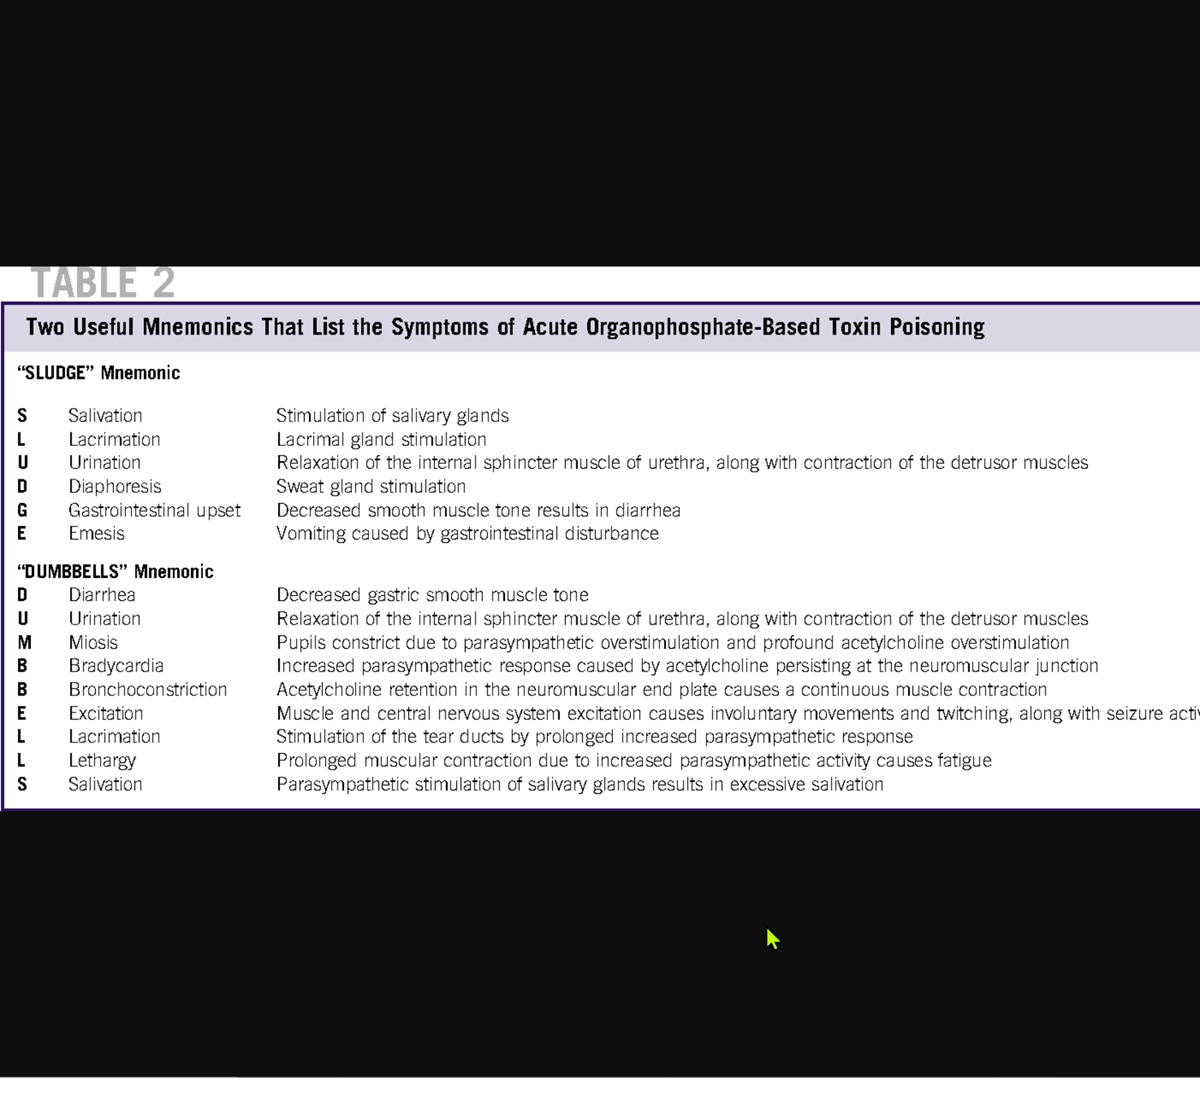 TABLE 2
Two Useful Mnemonics That List the Symptoms of Acute Organophosphate-Based Toxin Poisoning
“SLUDGE” Mnemonic
S Salivation Stimulation of salivary glands
L Lacrimation Lacrimal gland stimulation
U Urination Relaxation of the internal sphincter muscle of urethra, along with contraction of the detrusor muscles
D Diaphoresis Sweat gland stimulation
G Gastrointestinal upset Decreased smooth muscle tone results in diarrhea
E Emesis Vomiting caused by gastrointestinal disturbance
“DUMBBELLS” Mnemonic
D Diarrhea Decreased gastric smooth muscle tone
U Urination Relaxation of the internal sphincter muscle of urethra, along with contraction of the detrusor muscles
M Miosis Pupils constrict due to parasympathetic overstimulation and profound acetylcholine overstimulation
B Bradycardia Increased parasympathetic response caused by acetylcholine persisting at the neuromuscular junction
B Bronchoconstriction Acetylcholine retention in the neuromuscular end plate causes a continuous muscle contraction
E Excitation Muscle and central nervous system excitation causes involuntary movements and twitching, along with seizure
L Lacrimation Stimulation of the tear ducts by prolonged increased parasympathetic response
L Lethargy Prolonged muscular contraction due to increased parasympathetic activity causes fatigue
S Salivation Parasympathetic stimulation of salivary glands results in excessive salivation